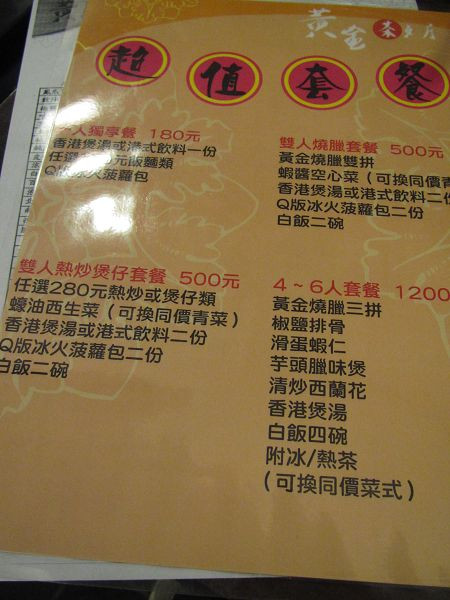 黃金茶餐
超值套餐
人獨享餐 180元
香港煲湯或港式飲料一份
任選 元飯麵類
Q版冰火菠蘿包
雙人燒臘套餐 500元
黃金燒臘雙拼
蝦醬空心菜(可換同價青
香港煲湯或港式飲料二份
Q版冰火菠蘿包二份
白飯二碗
雙人熱炒煲仔套餐 500元
任選280元熱炒或煲仔類
蠔油西生菜(可換同價青菜)
香港煲湯或港式飲料二份
Q版冰火菠蘿包二份
白飯二碗
4~6人套餐 1200
黃金燒臘三拼
椒鹽排骨
滑蛋蝦仁
芋頭臘味煲
清炒西蘭花
香港煲湯
白飯四碗
附冰/熱茶
(可換同價菜式)